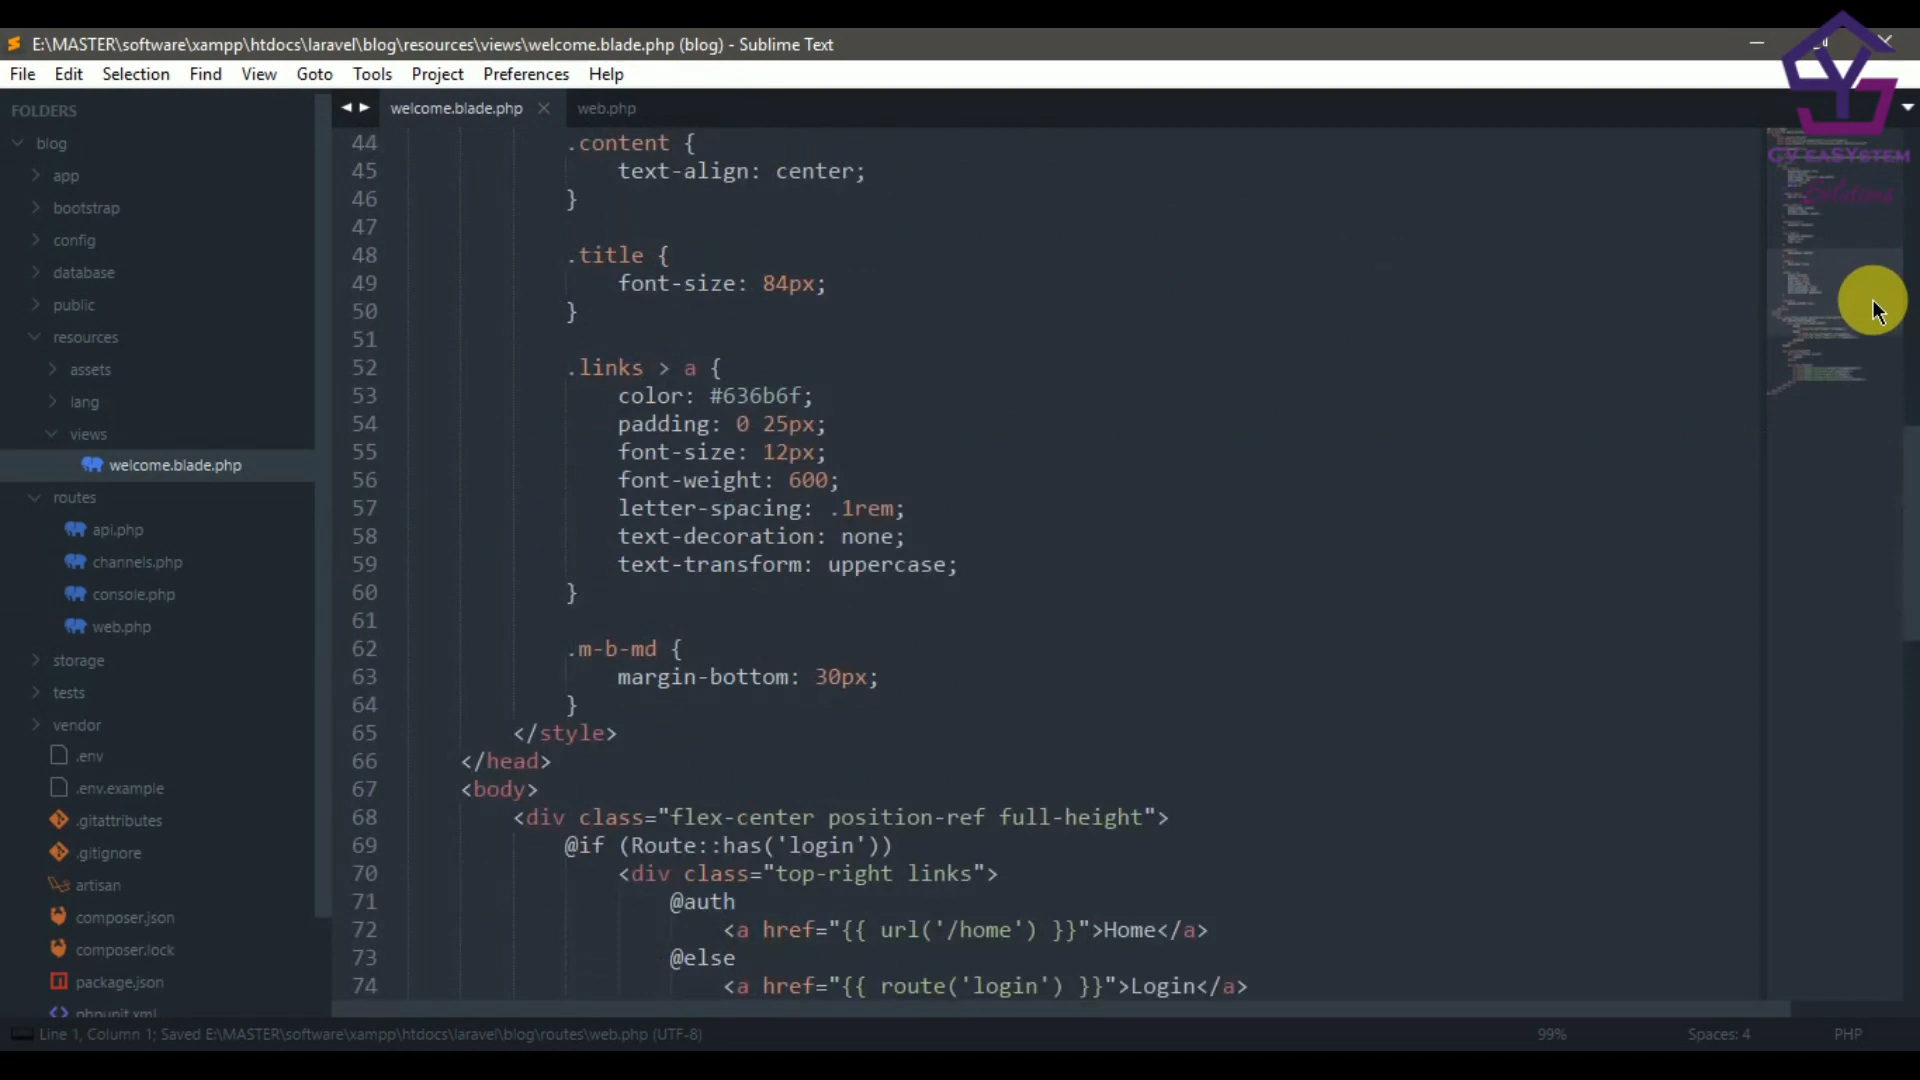 E:\MASTER\software\xampp\htdocs\laravel\blog\resources\views\welcome.blade.php (blog) - Sublime Text
File Edit Selection Find View Goto Tools Project Preferences Help
FOLDERS
blog
app
bootstrap
config
database
public
resources
assets
lang
views
welcome.blade.php
routes
api.php
channels.php
console.php
web.php
storage
tests
vendor
.env
.env.example
.gitattributes
.gitignore
artisan
composer.json
composer.lock
package.json
phpunit.xml
welcome.blade.php web.php
44 .content {
45 text-align: center;
46 }
47
48 .title {
49 font-size: 84px;
50 }
51
52 .links > a {
53 color: #636b6f;
54 padding: 0 25px;
55 font-size: 12px;
56 font-weight: 600;
57 letter-spacing: .1rem;
58 text-decoration: none;
59 text-transform: uppercase;
60 }
61
62 .m-b-md {
63 margin-bottom: 30px;
64 }
65 </style>
66 </head>
67 <body>
68 <div class="flex-center position-ref full-height">
69 @if (Route::has('login'))
70 <div class="top-right links">
71 @auth
72 <a href="{{ url('/home') }}">Home</a>
73 @else
74 <a href="{{ route('login') }}">Login</a>
CV eaSYstem
Solutions
Line 1, Column 1; Saved E:\MASTER\software\xampp\htdocs\laravel\blog\routes\web.php (UTF-8)
99% Spaces: 4 PHP